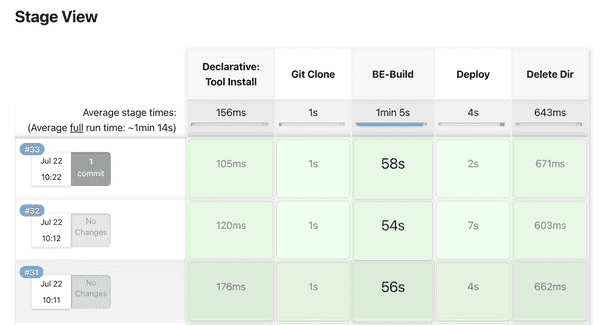 Stage View
Declarative: Tool Install
Git Clone
BE-Build
Deploy
Delete Dir
Average stage times:
(Average full run time: ~1min 14s)
156ms
1s
1min 5s
4s
643ms
#33
Jul 22
10:22
1
commit
105ms
1s
58s
2s
671ms
#32
Jul 22
10:12
No
Changes
120ms
1s
54s
7s
603ms
#31
Jul 22
10:11
No
Changes
176ms
1s
56s
4s
662ms